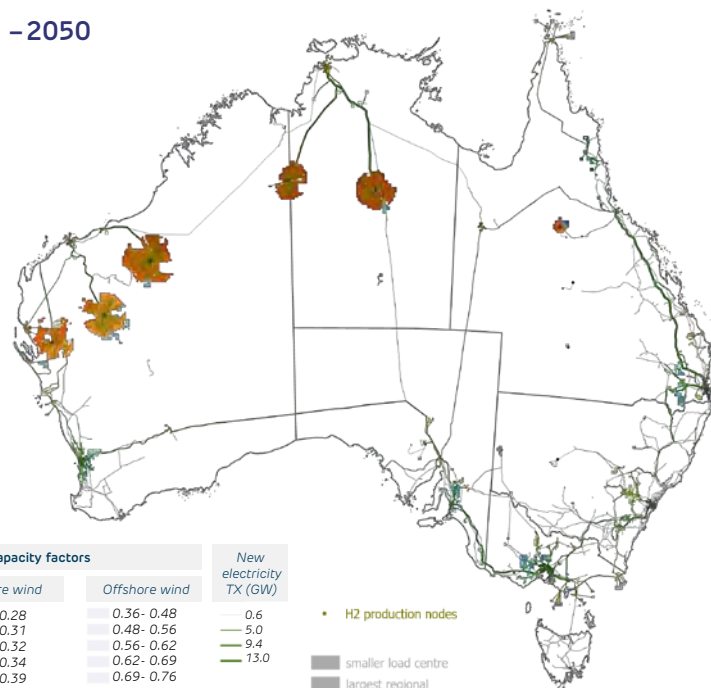 – 2050
apacity factors
re wind
Offshore wind
New
electricity
TX (GW)
0.28
0.31
0.32
0.34
0.39
0.36- 0.48
0.48- 0.56
0.56- 0.62
0.62- 0.69
0.69- 0.76
0.6
5.0
9.4
13.0
H2 production nodes
smaller load centre
largest regional